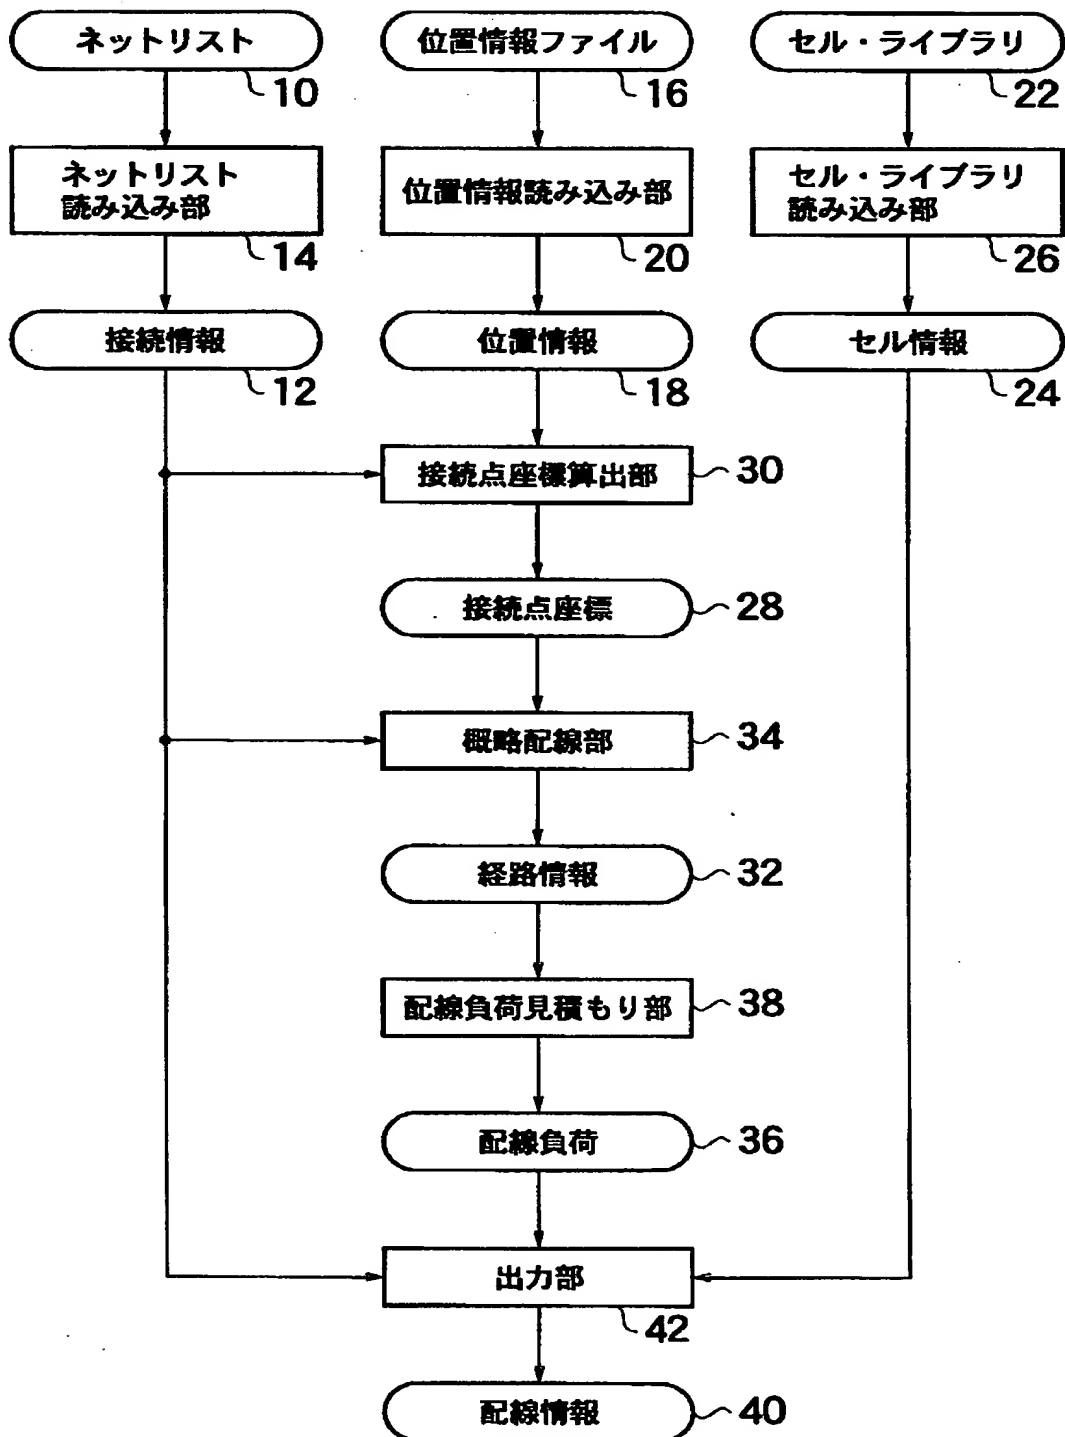 ネットリスト
10
位置情報ファイル
16
セル・ライブラリ
22
ネットリスト
読み込み部
14
位置情報読み込み部
20
セル・ライブラリ
読み込み部
26
接続情報
12
位置情報
18
セル情報
24
接続点座標算出部
30
接続点座標
28
概略配線部
34
経路情報
32
配線負荷見積もり部
38
配線負荷
36
出力部
42
配線情報
40